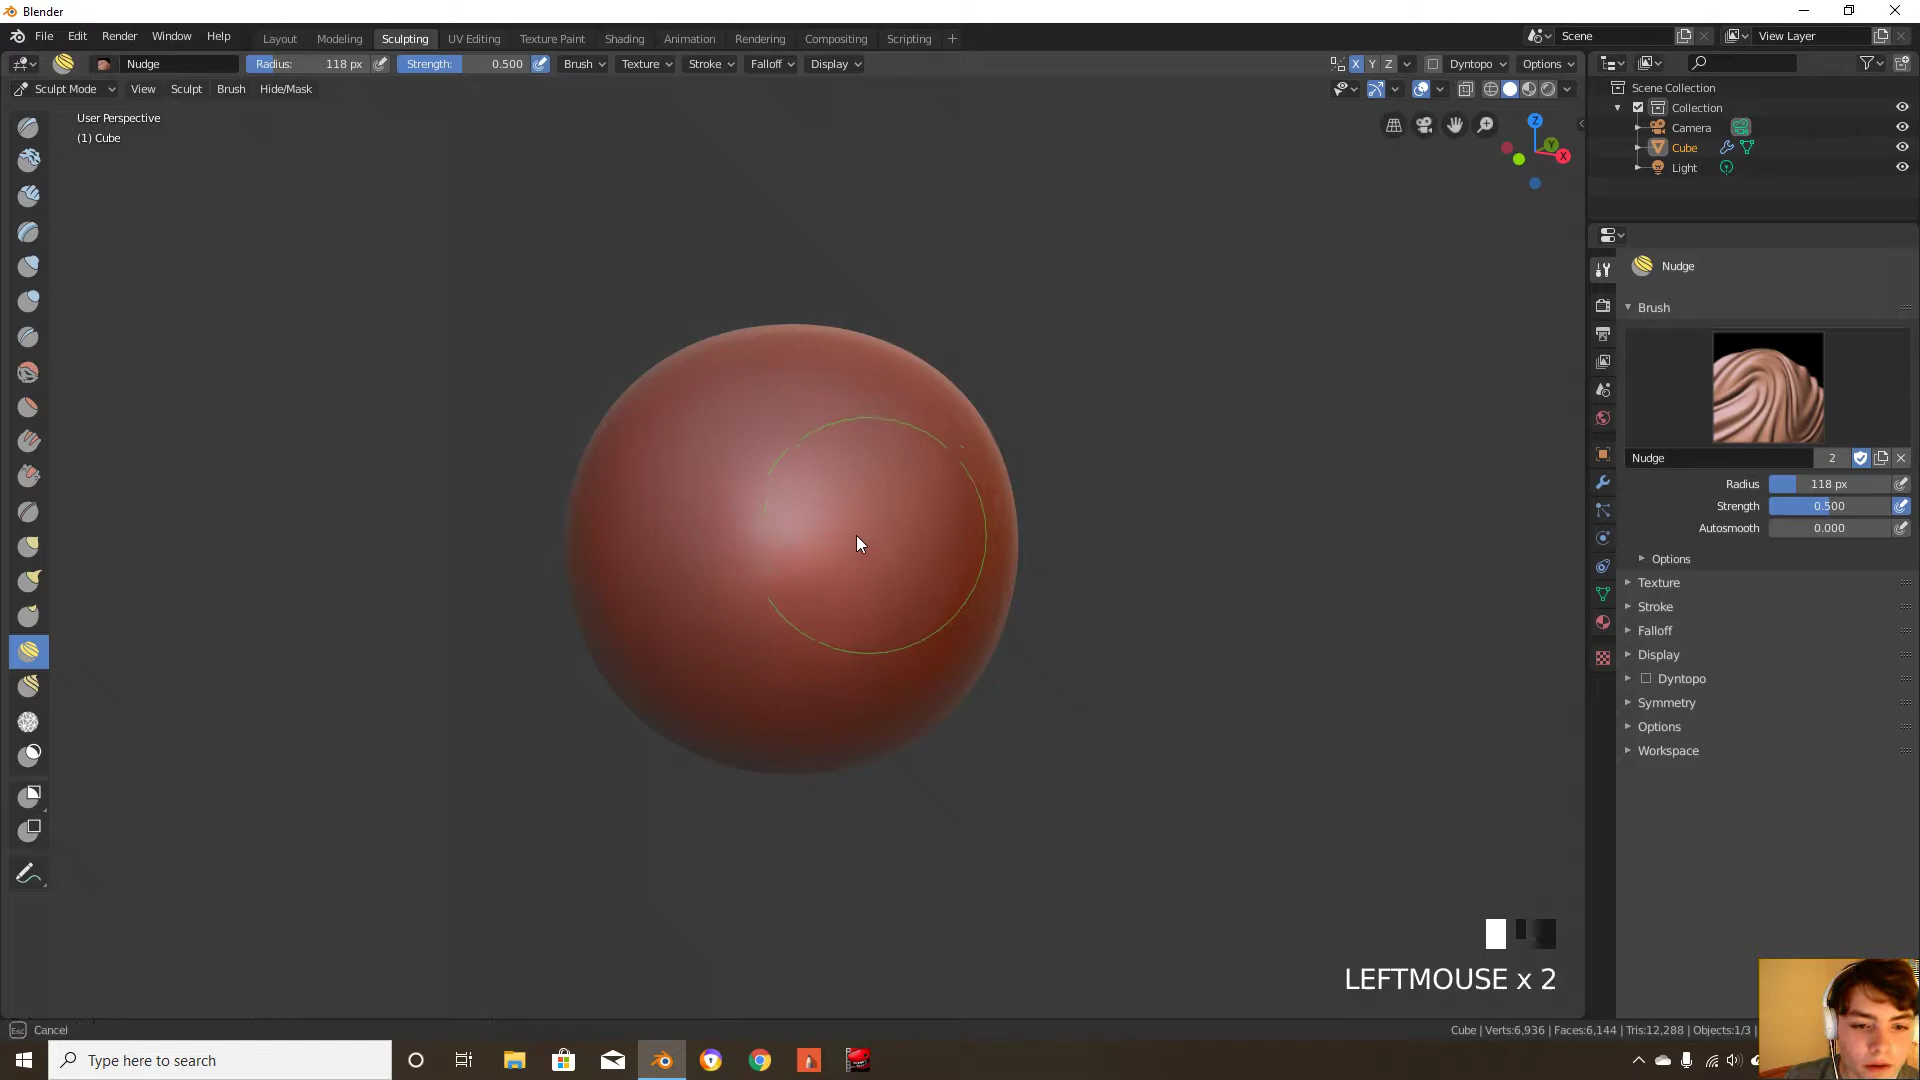 Blender
File Edit Render Window Help
Layout Modeling Sculpting UV Editing Texture Paint Shading Animation Rendering Compositing Scripting +
Scene
View Layer
Nudge Radius: 118 px Strength: 0.500 Brush Texture Stroke Falloff Display
X Y Z Dyntopo Options
Sculpt Mode View Sculpt Brush Hide/Mask
User Perspective
(1) Cube
Z
Y
X
Scene Collection
Collection
Camera
Cube
Light
Nudge
Brush
Nudge 2
Radius 118 px
Strength 0.500
Autosmooth 0.000
Options
Texture
Stroke
Falloff
Display
Dyntopo
Symmetry
Options
Workspace
LEFTMOUSE x 2
Esc Cancel
Cube | Verts:6,936 | Faces:6,144 | Tris:12,288 | Objects:1/3 |
Type here to search